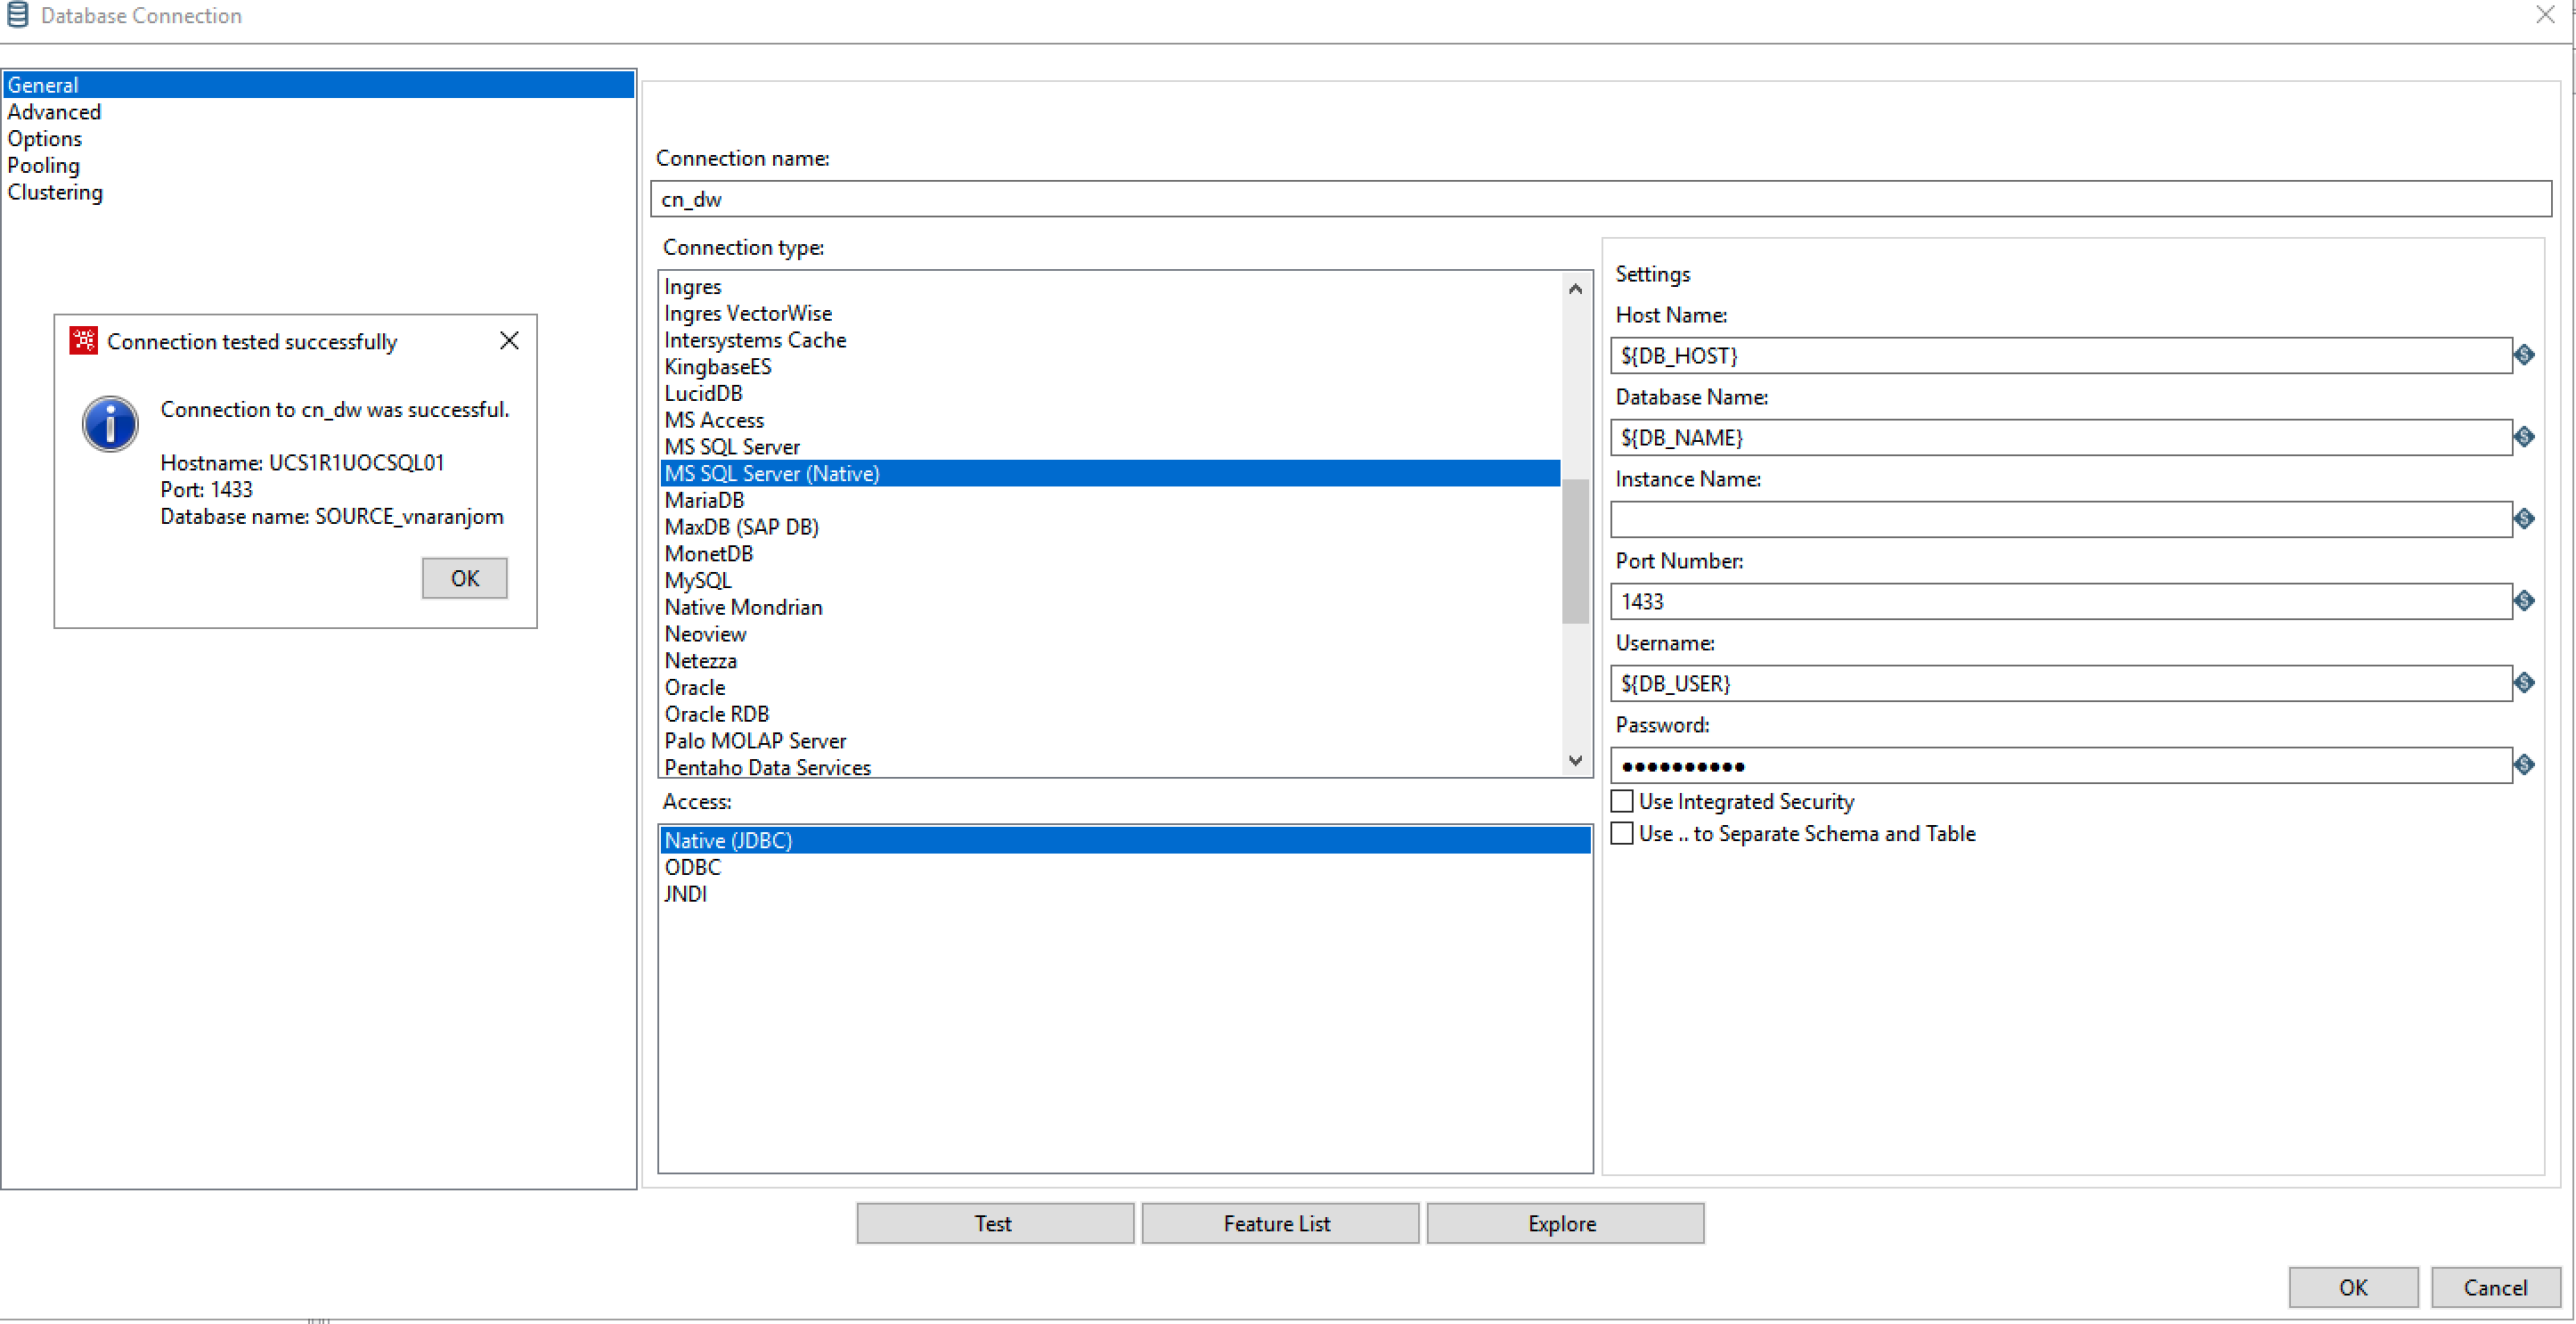 Database Connection
General
Advanced
Options
Pooling
Clustering
Connection tested successfully
Connection to cn_dw was successful.
Hostname: UCS1R1UOCSQL01
Port: 1433
Database name: SOURCE_vnaranjom
OK
Connection name:
cn_dw
Connection type:
Ingres
Ingres VectorWise
Intersystems Cache
KingbaseES
LucidDB
MS Access
MS SQL Server
MS SQL Server (Native)
MariaDB
MaxDB (SAP DB)
MonetDB
MySQL
Native Mondrian
Neoview
Netezza
Oracle
Oracle RDB
Palo MOLAP Server
Pentaho Data Services
Access:
Native (JDBC)
ODBC
JNDI
Settings
Host Name:
${DB_HOST}
Database Name:
${DB_NAME}
Instance Name:
Port Number:
1433
Username:
${DB_USER}
Password:
●●●●●●●●●●
Use Integrated Security
Use .. to Separate Schema and Table
Test
Feature List
Explore
OK
Cancel